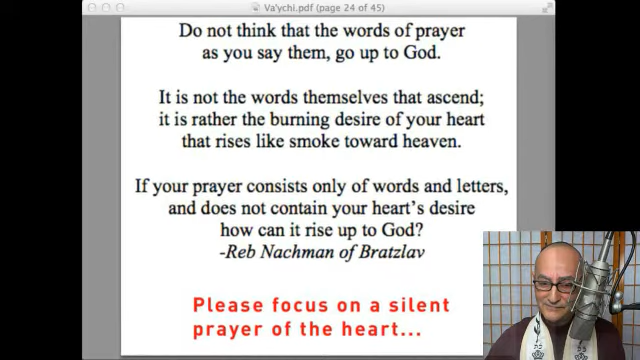 Va'ychi.pdf (page 24 of 45)
Do not think that the words of prayer
as you say them, go up to God.
It is not the words themselves that ascend;
it is rather the burning desire of your heart
that rises like smoke toward heaven.
If your prayer consists only of words and letters,
and does not contain your heart's desire
how can it rise up to God?
-Reb Nachman of Bratzlav
Please focus on a silent
prayer of the heart...